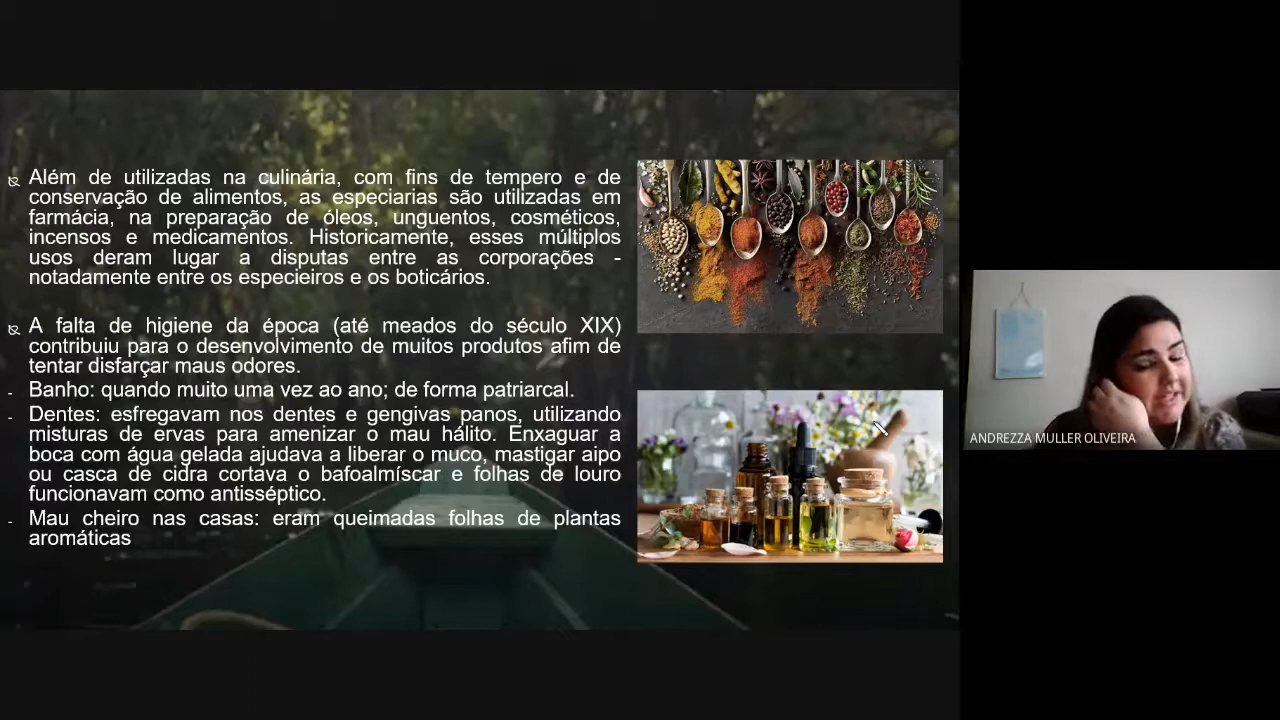 Além de utilizadas na culinária, com fins de tempero e de
conservação de alimentos, as especiarias são utilizadas em
farmácia, na preparação de óleos, unguentos, cosméticos,
incensos e medicamentos. Historicamente, esses múltiplos
usos deram lugar a disputas entre as corporações -
notadamente entre os especieiros e os boticários.
A falta de higiene da época (até meados do século XIX)
contribuiu para o desenvolvimento de muitos produtos afim de
tentar disfarçar maus odores.
- Banho: quando muito uma vez ao ano; de forma patriarcal.
- Dentes: esfregavam nos dentes e gengivas panos, utilizando
misturas de ervas para amenizar o mau hálito. Enxaguar a
boca com água gelada ajudava a liberar o muco, mastigar aipo
ou casca de cidra cortava o bafoalmíscar e folhas de louro
funcionavam como antisséptico.
- Mau cheiro nas casas: eram queimadas folhas de plantas
aromáticas
ANDREZZA MULLER OLIVEIRA